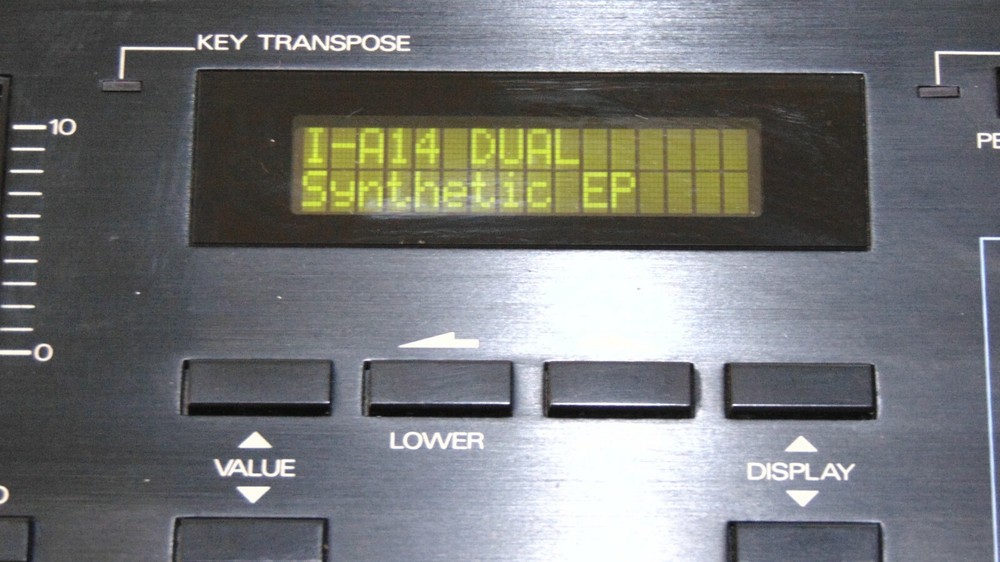 KEY TRANSPOSE
10
I-A14 DUAL
Synthetic EP
0
LOWER
VALUE
DISPLAY